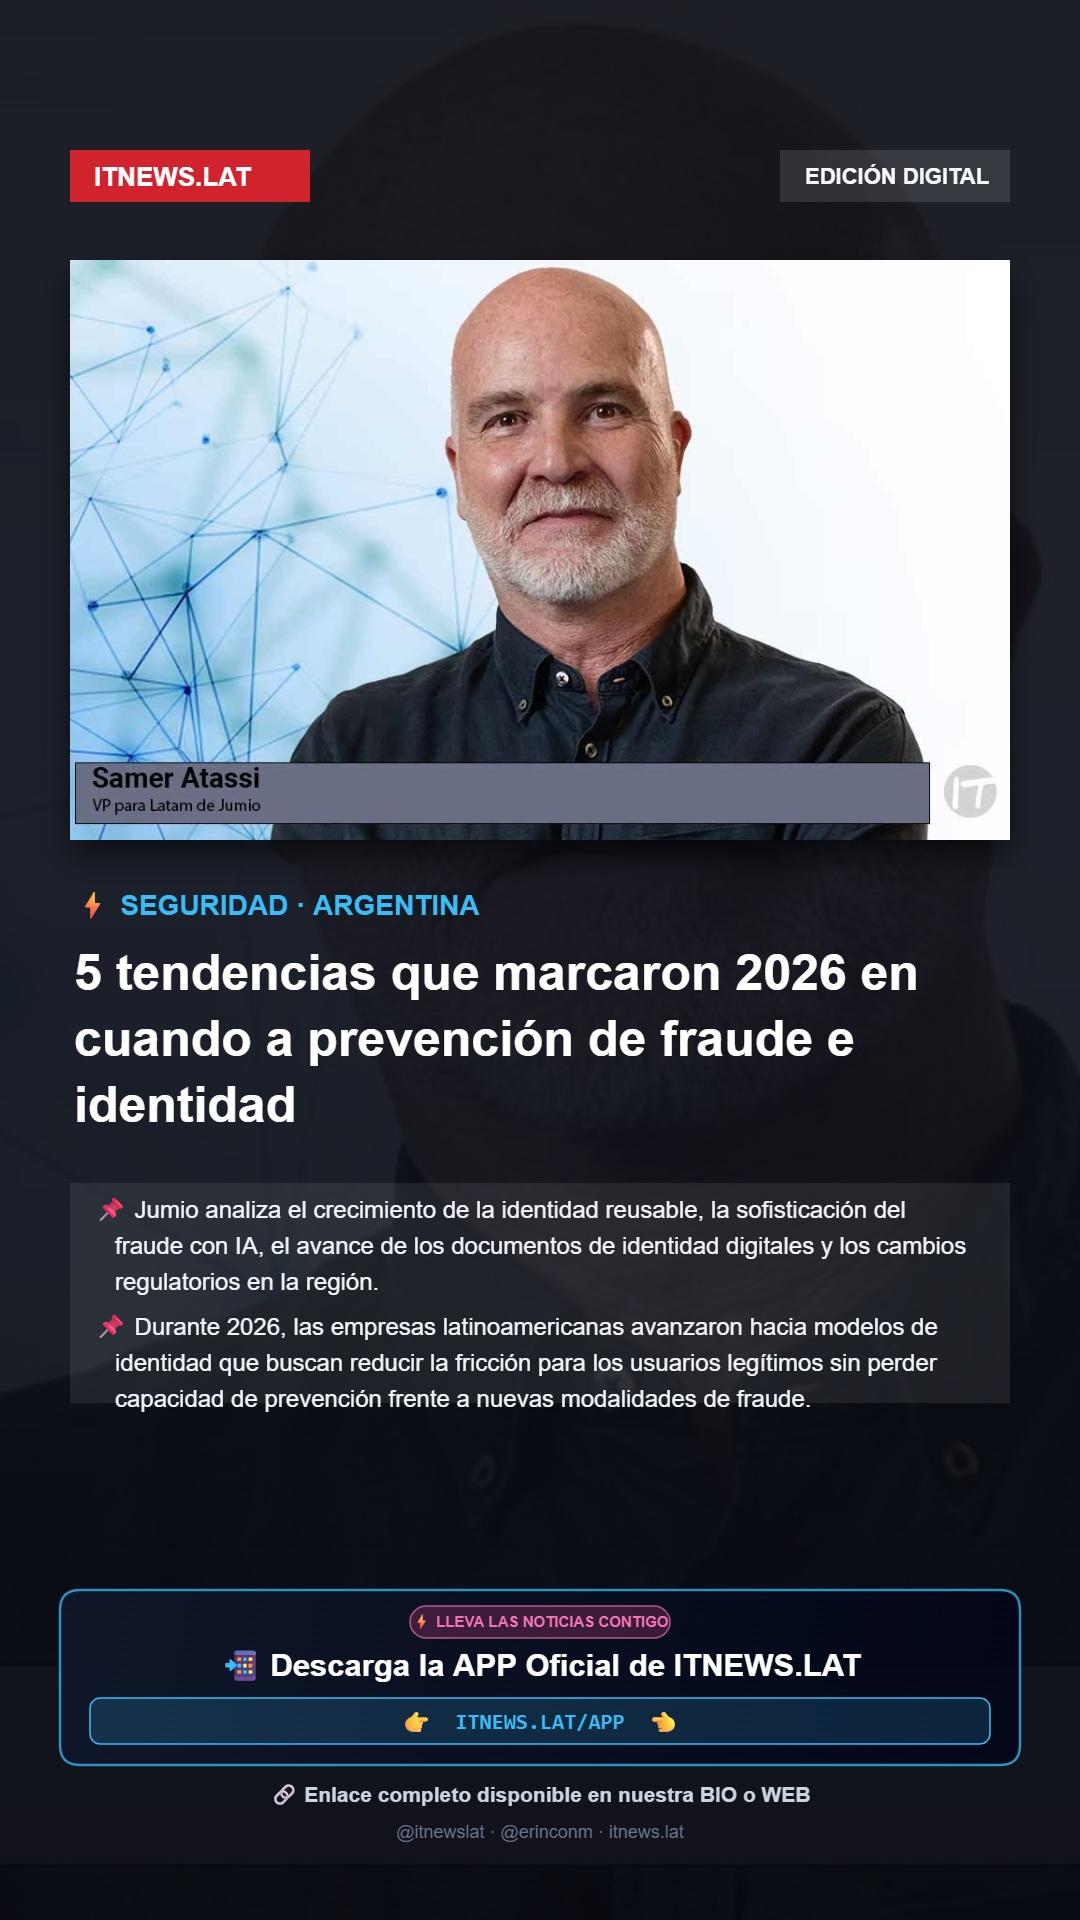 ITNEWS.LAT
EDICIÓN DIGITAL
Samer Atassi
VP para Latam de Jumio
IT
⚡ SEGURIDAD · ARGENTINA
5 tendencias que marcaron 2026 en
cuando a prevención de fraude e
identidad
📌 Jumio analiza el crecimiento de la identidad reusable, la sofisticación del
fraude con IA, el avance de los documentos de identidad digitales y los cambios
regulatorios en la región.
📌 Durante 2026, las empresas latinoamericanas avanzaron hacia modelos de
identidad que buscan reducir la fricción para los usuarios legítimos sin perder
capacidad de prevención frente a nuevas modalidades de fraude.
⚡ LLEVA LAS NOTICIAS CONTIGO
📲 Descarga la APP Oficial de ITNEWS.LAT
👉 ITNEWS.LAT/APP 👈
🔗 Enlace completo disponible en nuestra BIO o WEB
@itnewslat · @erinconm · itnews.lat